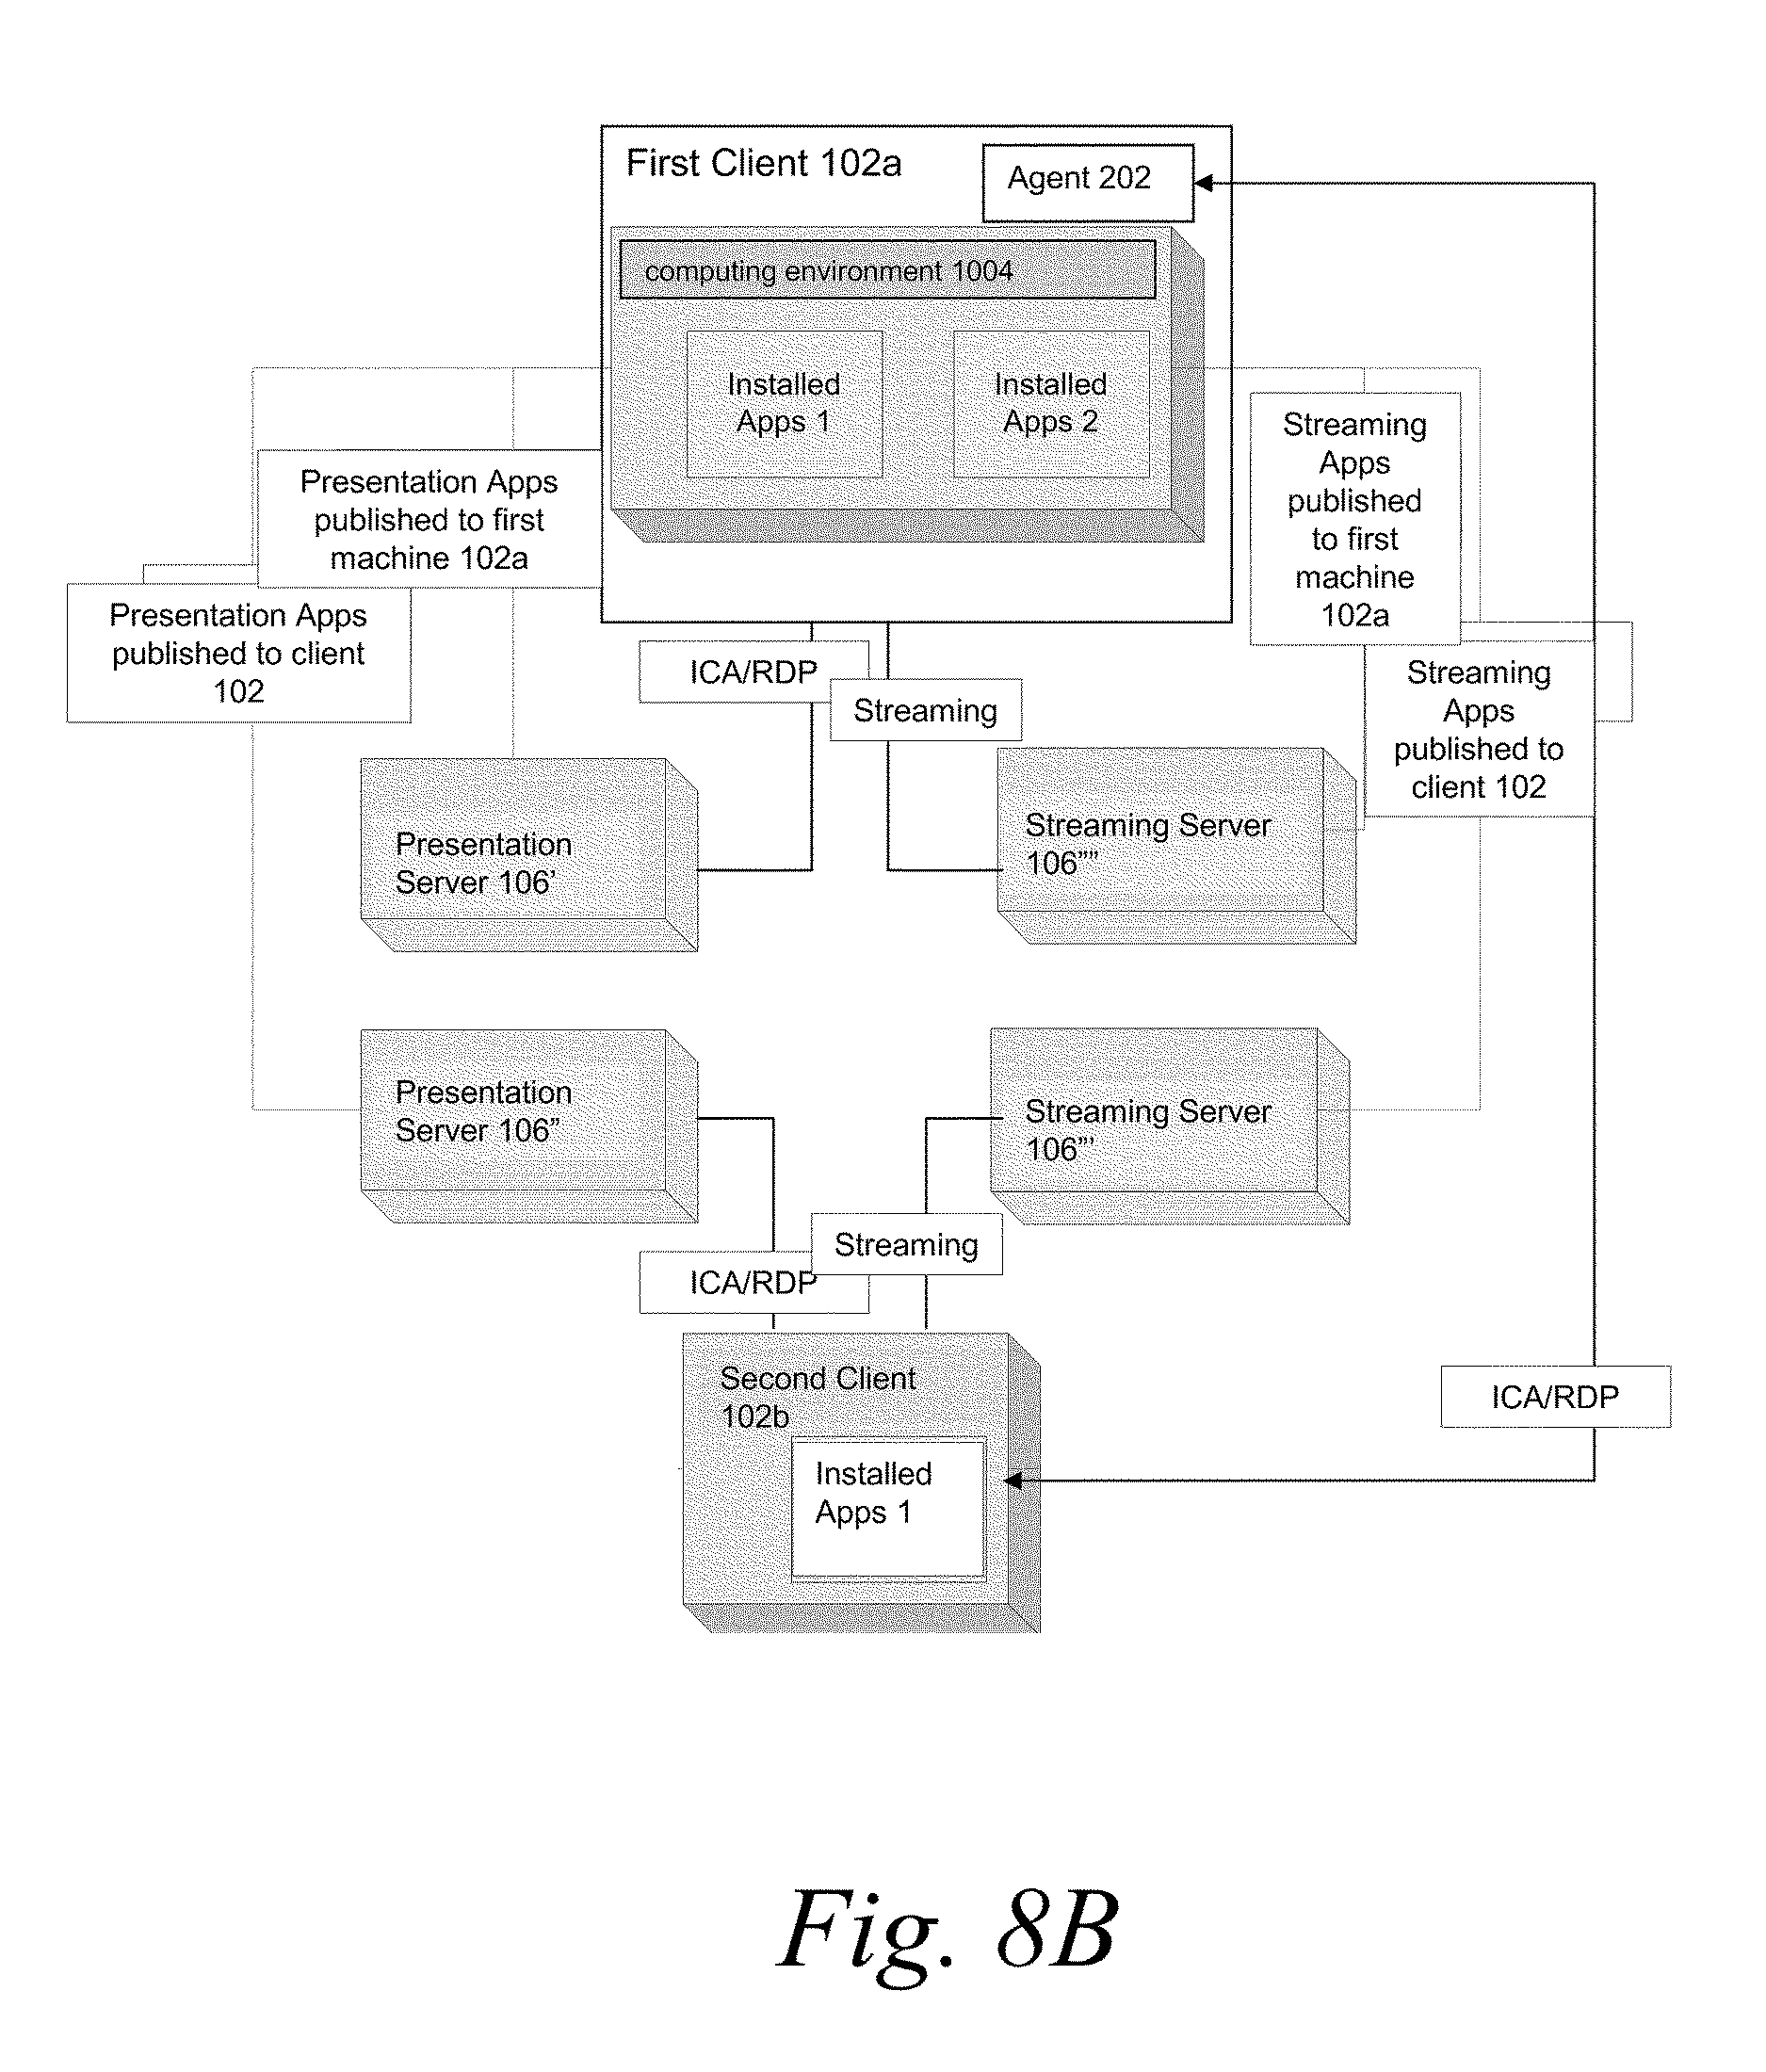 First Client 102a
Agent 202
computing environment 1004
Installed
Apps 1
Installed
Apps 2
Presentation Apps
published to first
machine 102a
Streaming
Apps
published
to first
machine
102a
Presentation Apps
published to client
102
ICA/RDP
Streaming
Streaming
Apps
published to
client 102
Presentation
Server 106’
Streaming Server
106””
Presentation
Server 106”
Streaming Server
106”’
Streaming
ICA/RDP
Second Client
102b
Installed
Apps 1
ICA/RDP
Fig. 8B